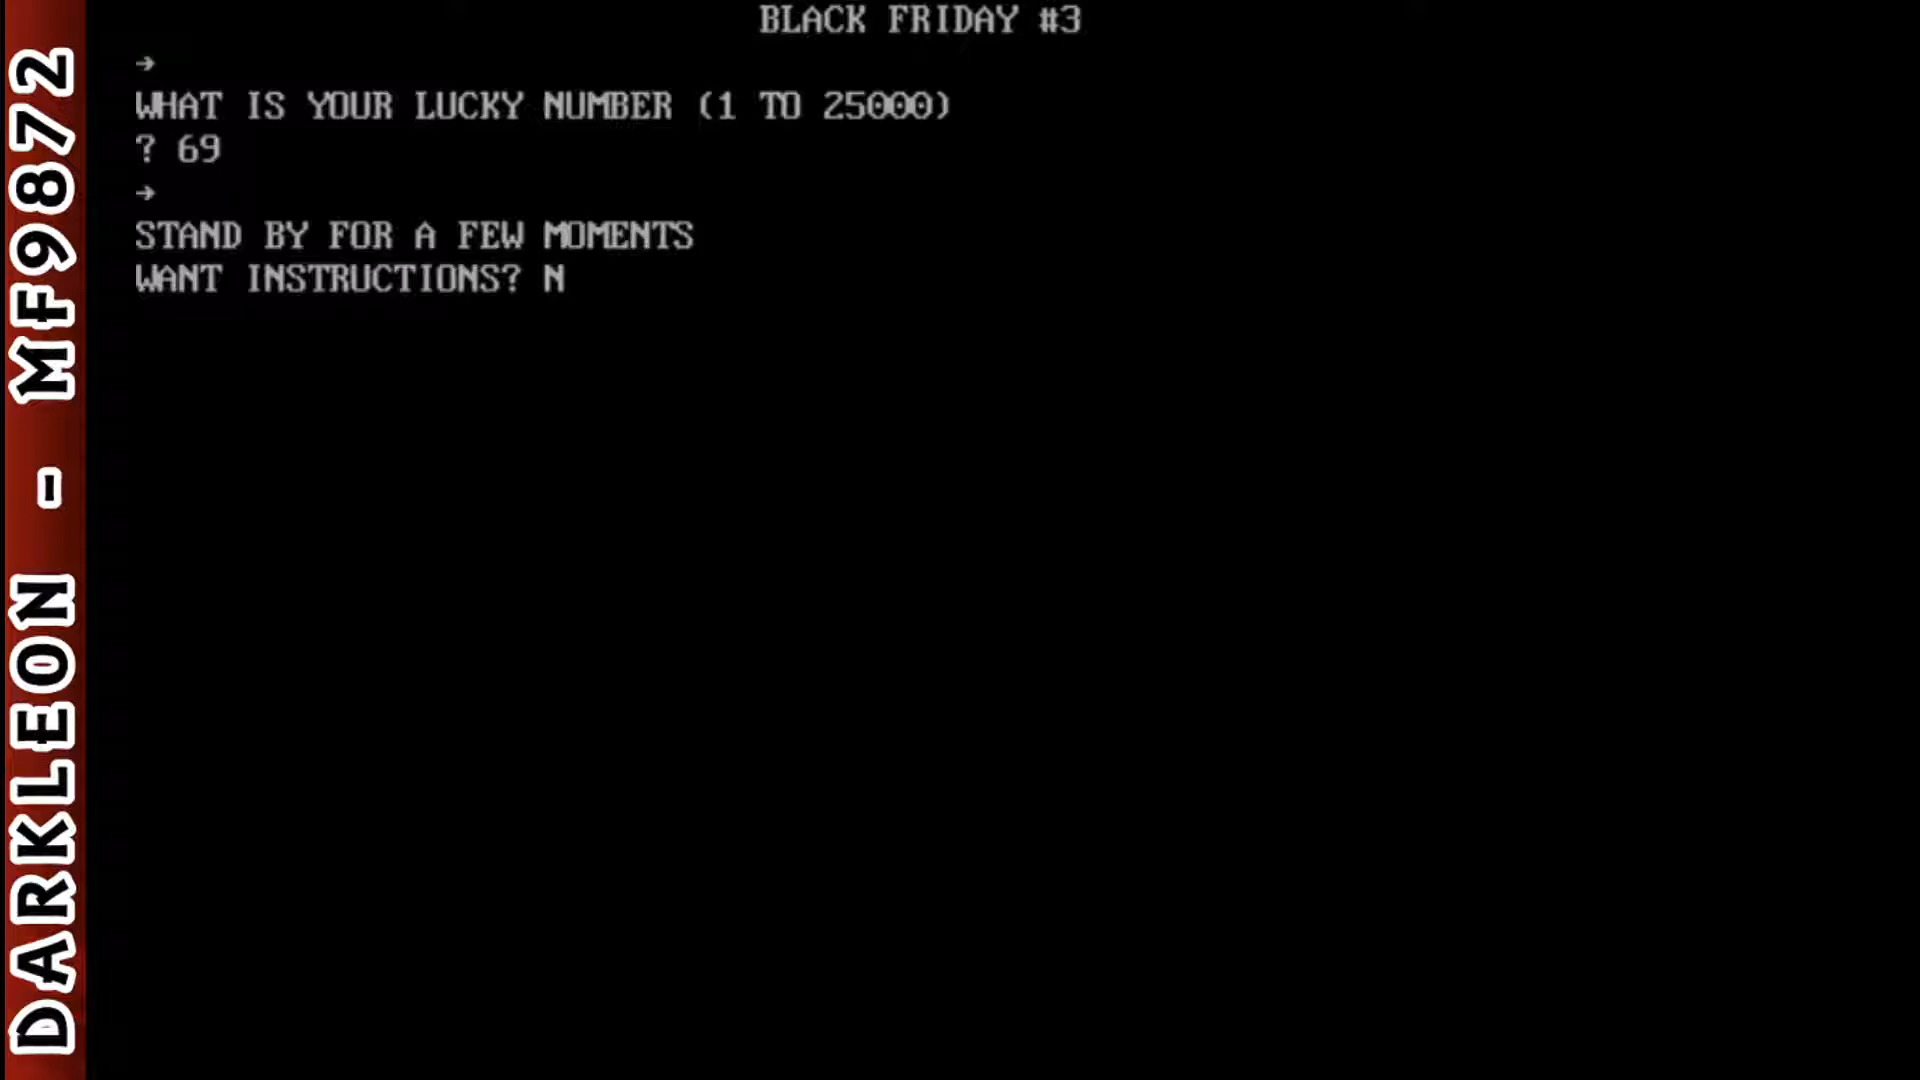 BLACK FRIDAY #3
→
WHAT IS YOUR LUCKY NUMBER (1 TO 25000)
? 69
→
STAND BY FOR A FEW MOMENTS
WANT INSTRUCTIONS? N
DARKLEON - MF9872